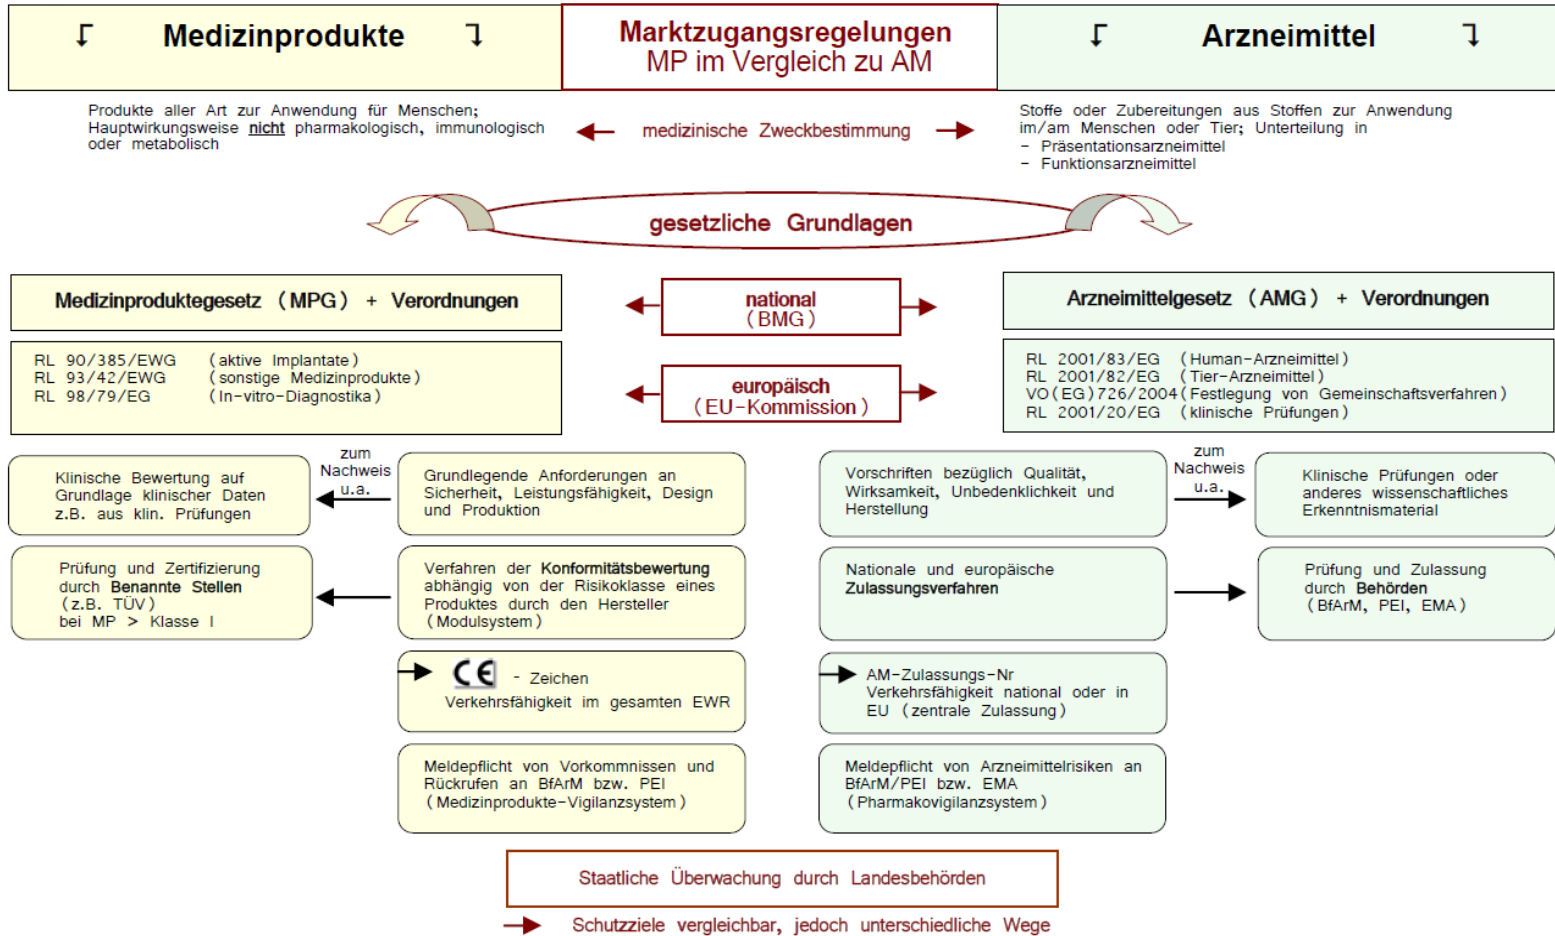 Medizinprodukte
Marktzugangsregelungen
MP im Vergleich zu AM
Arzneimittel
Produkte aller Art zur Anwendung für Menschen;
Hauptwirkungsweise nicht pharmakologisch, immunologisch
oder metabolisch
medizinische Zweckbestimmung
Stoffe oder Zubereitungen aus Stoffen zur Anwendung
im/am Menschen oder Tier; Unterteilung in
- Präsentationsarzneimittel
- Funktionsarzneimittel
gesetzliche Grundlagen
Medizinproduktegesetz (MPG) + Verordnungen
national
(BMG)
Arzneimittelgesetz (AMG) + Verordnungen
RL 90/385/EWG (aktive Implantate)
RL 93/42/EWG (sonstige Medizinprodukte)
RL 98/79/EG (In-vitro-Diagnostika)
europäisch
(EU-Kommission)
RL 2001/83/EG (Human-Arzneimittel)
RL 2001/82/EG (Tier-Arzneimittel)
VO(EG)726/2004(Festlegung von Gemeinschaftsverfahren)
RL 2001/20/EG (klinische Prüfungen)
Klinische Bewertung auf
Grundlage klinischer Daten
z.B. aus klin. Prüfungen
zum
Nachweis
u.a.
Grundlegende Anforderungen an
Sicherheit, Leistungsfähigkeit, Design
und Produktion
Vorschriften bezüglich Qualität,
Wirksamkeit, Unbedenklichkeit und
Herstellung
zum
Nachweis
u.a.
Klinische Prüfungen oder
anderes wissenschaftliches
Erkenntnismaterial
Prüfung und Zertifizierung
durch Benannte Stellen
(z.B. TÜV)
bei MP > Klasse I
Verfahren der Konformitätsbewertung
abhängig von der Risikoklasse eines
Produktes durch den Hersteller
(Modulsystem)
Nationale und europäische
Zulassungsverfahren
Prüfung und Zulassung
durch Behörden
(BfArM, PEI, EMA)
CE - Zeichen
Verkehrsfähigkeit im gesamten EWR
AM-Zulassungs-Nr
Verkehrsfähigkeit national oder in
EU (zentrale Zulassung)
Meldepflicht von Vorkommnissen und
Rückrufen an BfArM bzw. PEI
(Medizinprodukte-Vigilanzsystem)
Meldepflicht von Arzneimittelrisiken an
BfArM/PEI bzw. EMA
(Pharmakovigilanzsystem)
Staatliche Überwachung durch Landesbehörden
Schutzziele vergleichbar, jedoch unterschiedliche Wege